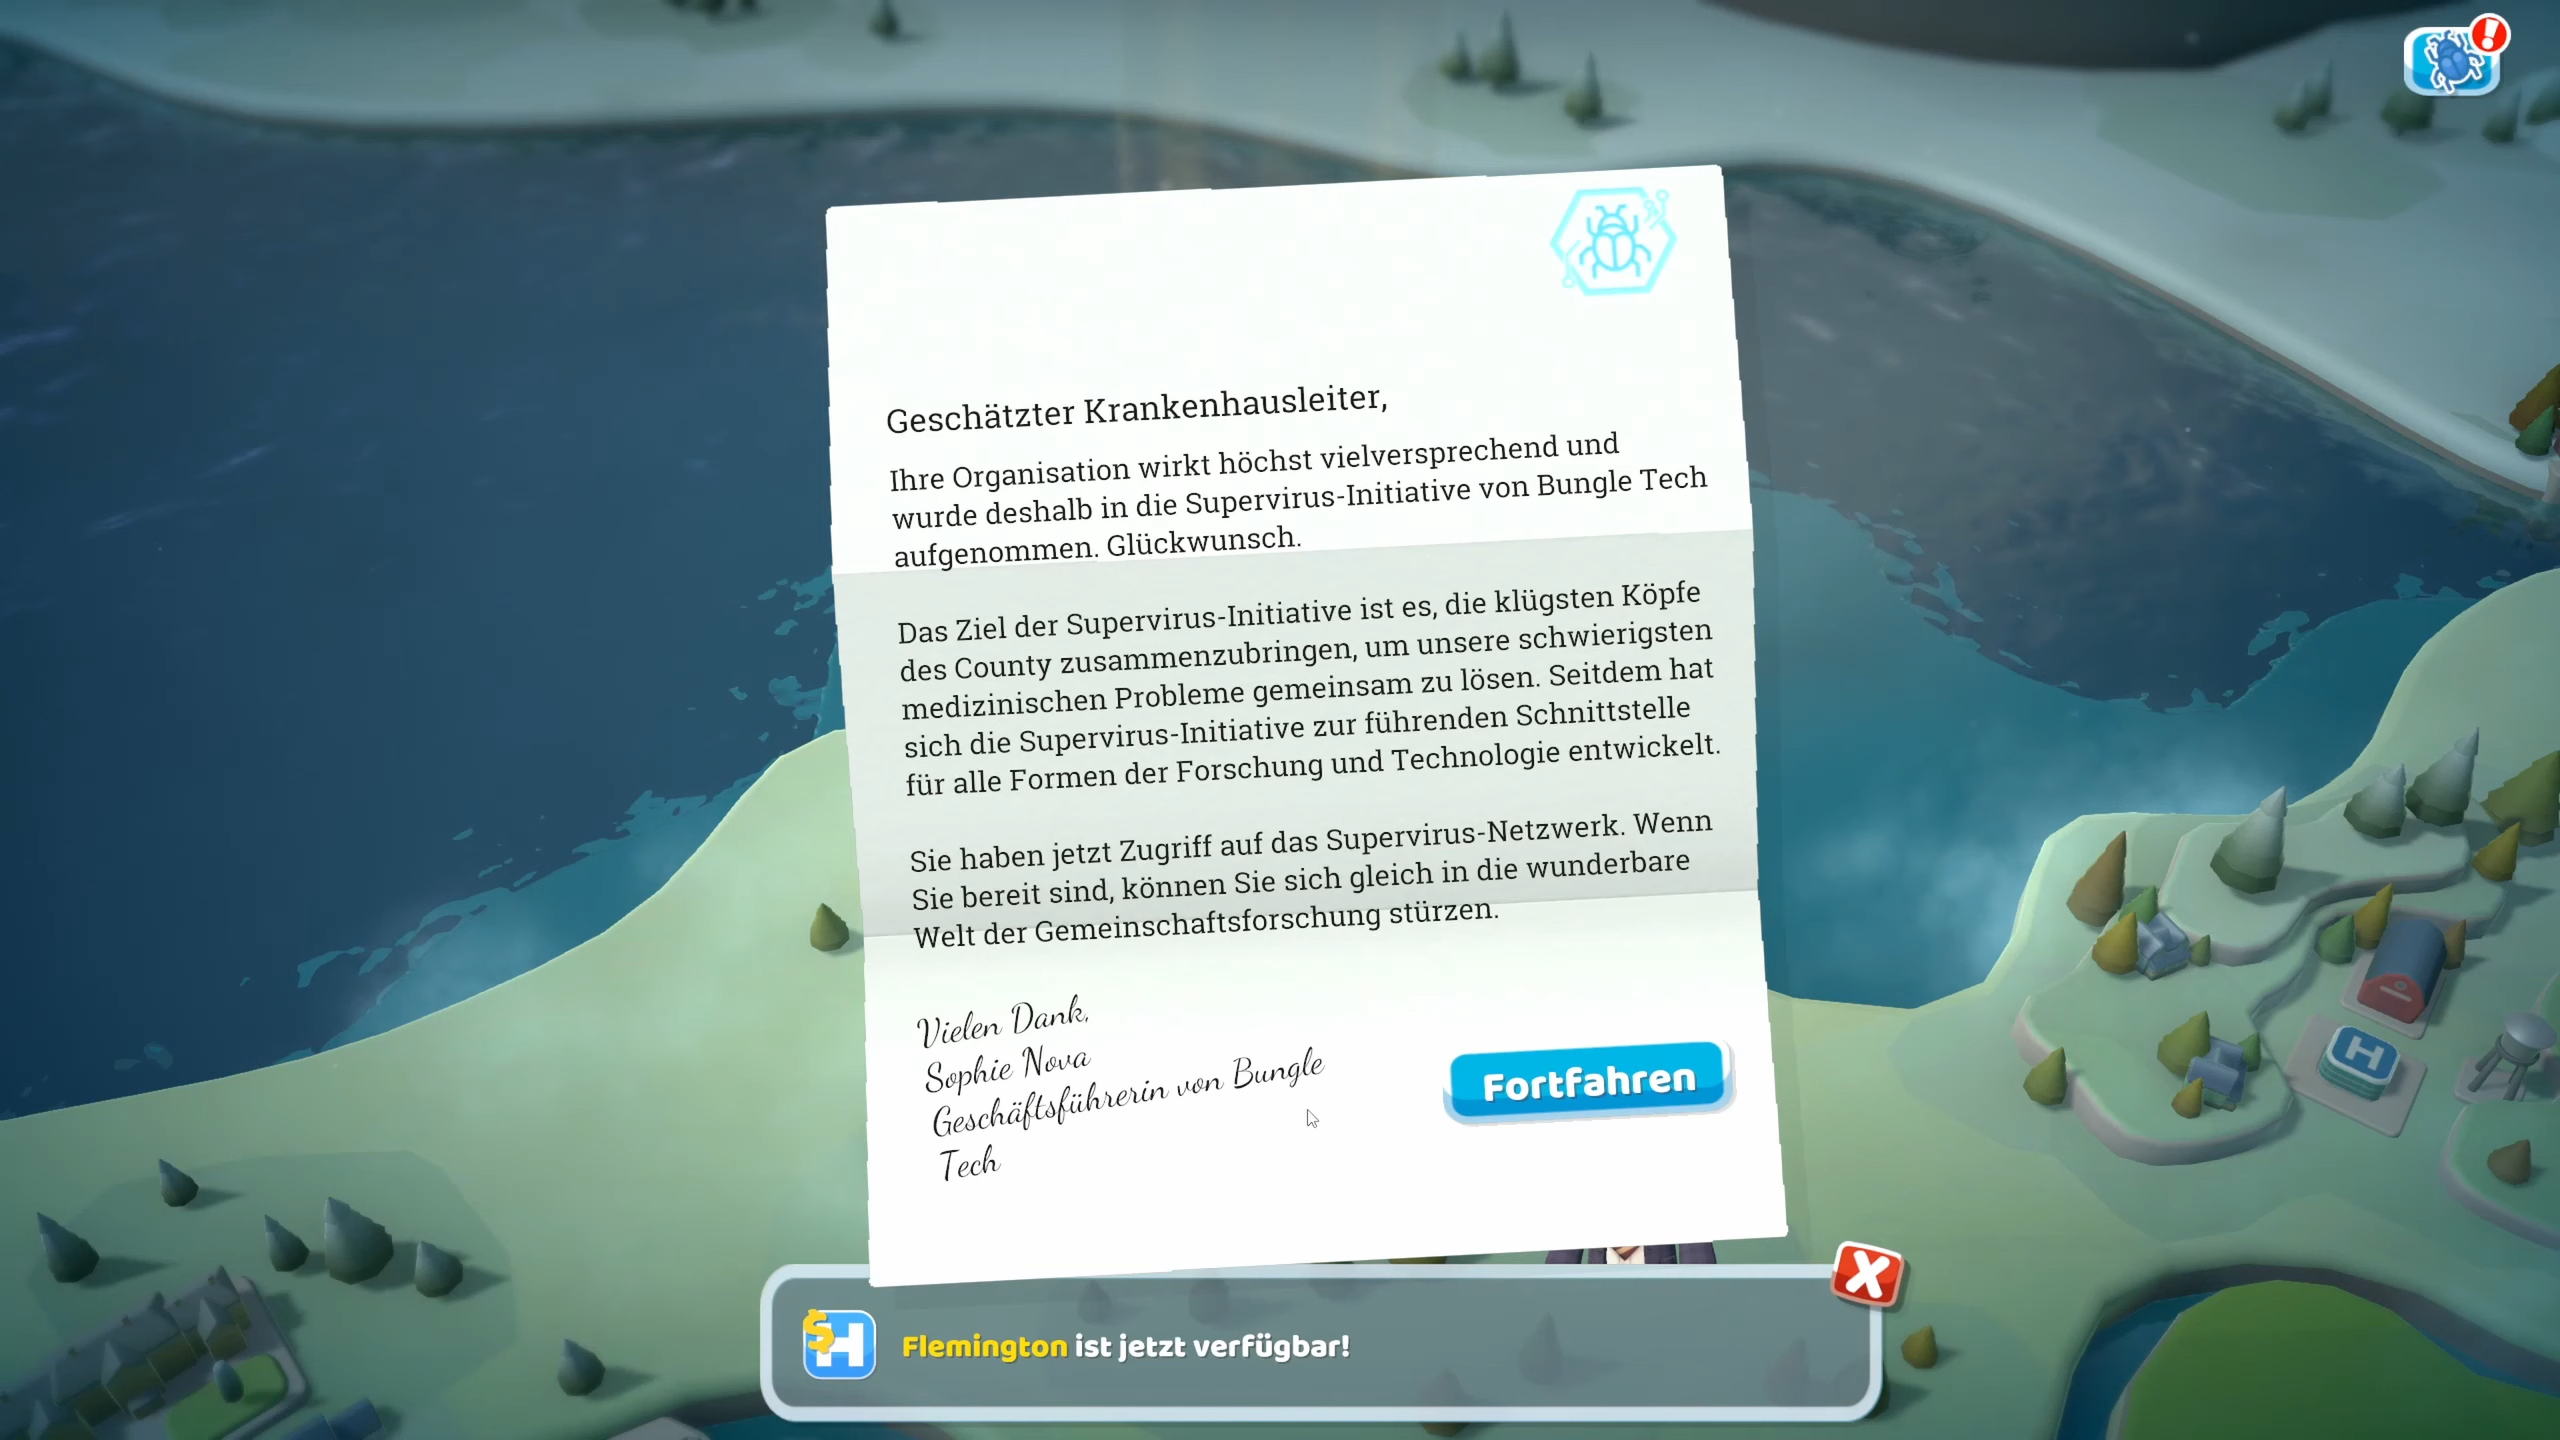 Geschätzter Krankenhausleiter,
Ihre Organisation wirkt höchst vielversprechend und
wurde deshalb in die Supervirus-Initiative von Bungle Tech
aufgenommen. Glückwunsch.
Das Ziel der Supervirus-Initiative ist es, die klügsten Köpfe
des County zusammenzubringen, um unsere schwierigsten
medizinischen Probleme gemeinsam zu lösen. Seitdem hat
sich die Supervirus-Initiative zur führenden Schnittstelle
für alle Formen der Forschung und Technologie entwickelt.
Sie haben jetzt Zugriff auf das Supervirus-Netzwerk. Wenn
Sie bereit sind, können Sie sich gleich in die wunderbare
Welt der Gemeinschaftsforschung stürzen.
Vielen Dank,
Sophie Nova
Geschäftsführerin von Bungle
Tech
Fortfahren
Flemington ist jetzt verfügbar!